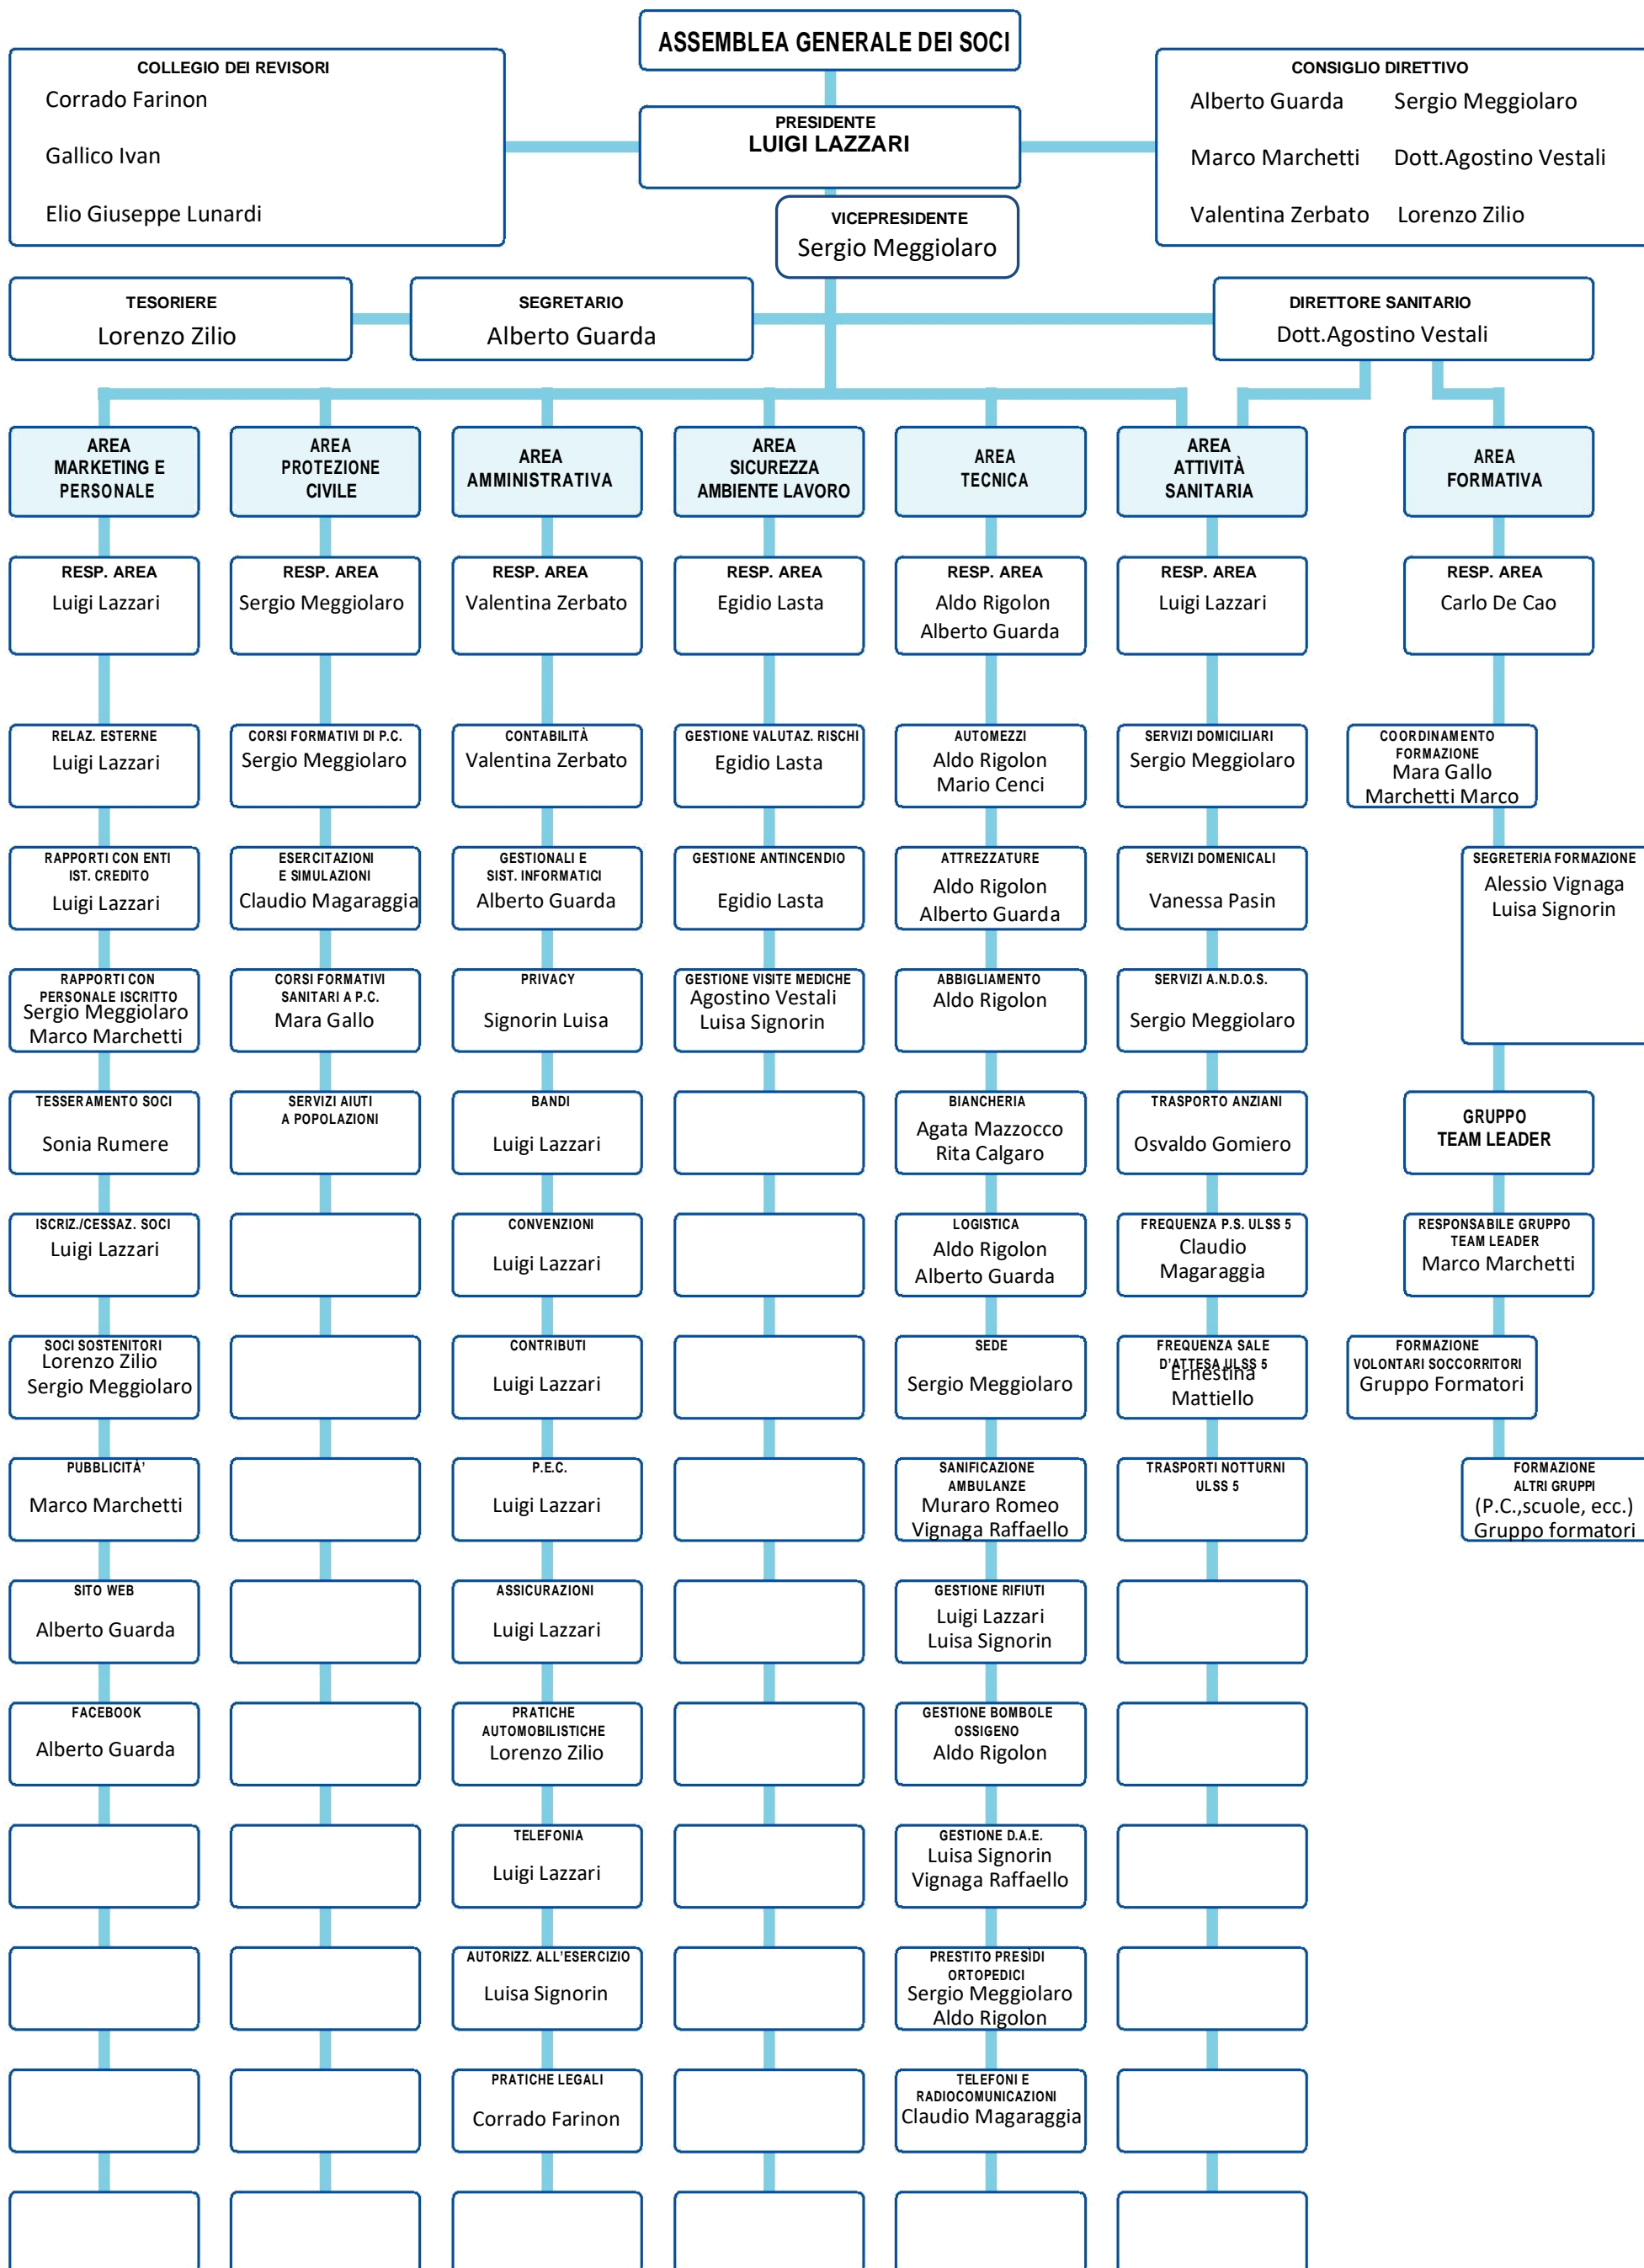 ASSEMBLEA GENERALE DEI SOCI
COLLEGIO DEI REVISORI
Corrado Farinon
Gallico Ivan
Elio Giuseppe Lunardi
PRESIDENTE
LUIGI LAZZARI
CONSIGLIO DIRETTIVO
Alberto Guarda Sergio Meggiolaro
Marco Marchetti Dott.Agostino Vestali
Valentina Zerbato Lorenzo Zilio
VICEPRESIDENTE
Sergio Meggiolaro
TESORIERE
Lorenzo Zilio
SEGRETARIO
Alberto Guarda
DIRETTORE SANITARIO
Dott.Agostino Vestali
AREA
MARKETING E
PERSONALE
RESP. AREA
Luigi Lazzari
RELAZ. ESTERNE
Luigi Lazzari
RAPPORTI CON ENTI
IST. CREDITO
Luigi Lazzari
RAPPORTI CON
PERSONALE ISCRITTO
Sergio Meggiolaro
Marco Marchetti
TESSERAMENTO SOCI
Sonia Rumere
ISCRIZ./CESSAZ. SOCI
Luigi Lazzari
SOCI SOSTENITORI
Lorenzo Zilio
Sergio Meggiolaro
PUBBLICITÀ'
Marco Marchetti
SITO WEB
Alberto Guarda
FACEBOOK
Alberto Guarda
AREA
PROTEZIONE
CIVILE
RESP. AREA
Sergio Meggiolaro
CORSI FORMATIVI DI P.C.
Sergio Meggiolaro
ESERCITAZIONI
E SIMULAZIONI
Claudio Magaraggia
CORSI FORMATIVI
SANITARI A P.C.
Mara Gallo
SERVIZI AIUTI
A POPOLAZIONI
AREA
AMMINISTRATIVA
RESP. AREA
Valentina Zerbato
CONTABILITÀ
Valentina Zerbato
GESTIONALI E
SIST. INFORMATICI
Alberto Guarda
PRIVACY
Signorin Luisa
BANDI
Luigi Lazzari
CONVENZIONI
Luigi Lazzari
CONTRIBUTI
Luigi Lazzari
P.E.C.
Luigi Lazzari
ASSICURAZIONI
Luigi Lazzari
PRATICHE
AUTOMOBILISTICHE
Lorenzo Zilio
TELEFONIA
Luigi Lazzari
AUTORIZZ. ALL'ESERCIZIO
Luisa Signorin
PRATICHE LEGALI
Corrado Farinon
AREA
SICUREZZA
AMBIENTE LAVORO
RESP. AREA
Egidio Lasta
GESTIONE VALUTAZ. RISCHI
Egidio Lasta
GESTIONE ANTINCENDIO
Egidio Lasta
GESTIONE VISITE MEDICHE
Agostino Vestali
Luisa Signorin
AREA
TECNICA
RESP. AREA
Aldo Rigolon
Alberto Guarda
AUTOMEZZI
Aldo Rigolon
Mario Cenci
ATTREZZATURE
Aldo Rigolon
Alberto Guarda
ABBIGLIAMENTO
Aldo Rigolon
BIANCHERIA
Agata Mazzocco
Rita Calgaro
LOGISTICA
Aldo Rigolon
Alberto Guarda
SEDE
Sergio Meggiolaro
SANIFICAZIONE
AMBULANZE
Muraro Romeo
Vignaga Raffaello
GESTIONE RIFIUTI
Luigi Lazzari
Luisa Signorin
GESTIONE BOMBOLE
OSSIGENO
Aldo Rigolon
GESTIONE D.A.E.
Luisa Signorin
Vignaga Raffaello
PRESTITO PRESÌDI
ORTOPEDICI
Sergio Meggiolaro
Aldo Rigolon
TELEFONI E
RADIOCOMUNICAZIONI
Claudio Magaraggia
AREA
ATTIVITÀ
SANITARIA
RESP. AREA
Luigi Lazzari
SERVIZI DOMICILIARI
Sergio Meggiolaro
SERVIZI DOMENICALI
Vanessa Pasin
SERVIZI A.N.D.O.S.
Sergio Meggiolaro
TRASPORTO ANZIANI
Osvaldo Gomiero
FREQUENZA P.S. ULSS 5
Claudio
Magaraggia
FREQUENZA SALE
D'ATTESA ULSS 5
Ernestina
Mattiello
TRASPORTI NOTTURNI
ULSS 5
AREA
FORMATIVA
RESP. AREA
Carlo De Cao
COORDINAMENTO
FORMAZIONE
Mara Gallo
Marchetti Marco
SEGRETERIA FORMAZIONE
Alessio Vignaga
Luisa Signorin
GRUPPO
TEAM LEADER
RESPONSABILE GRUPPO
TEAM LEADER
Marco Marchetti
FORMAZIONE
VOLONTARI SOCCORRITORI
Gruppo Formatori
FORMAZIONE
ALTRI GRUPPI
(P.C.,scuole, ecc.)
Gruppo formatori